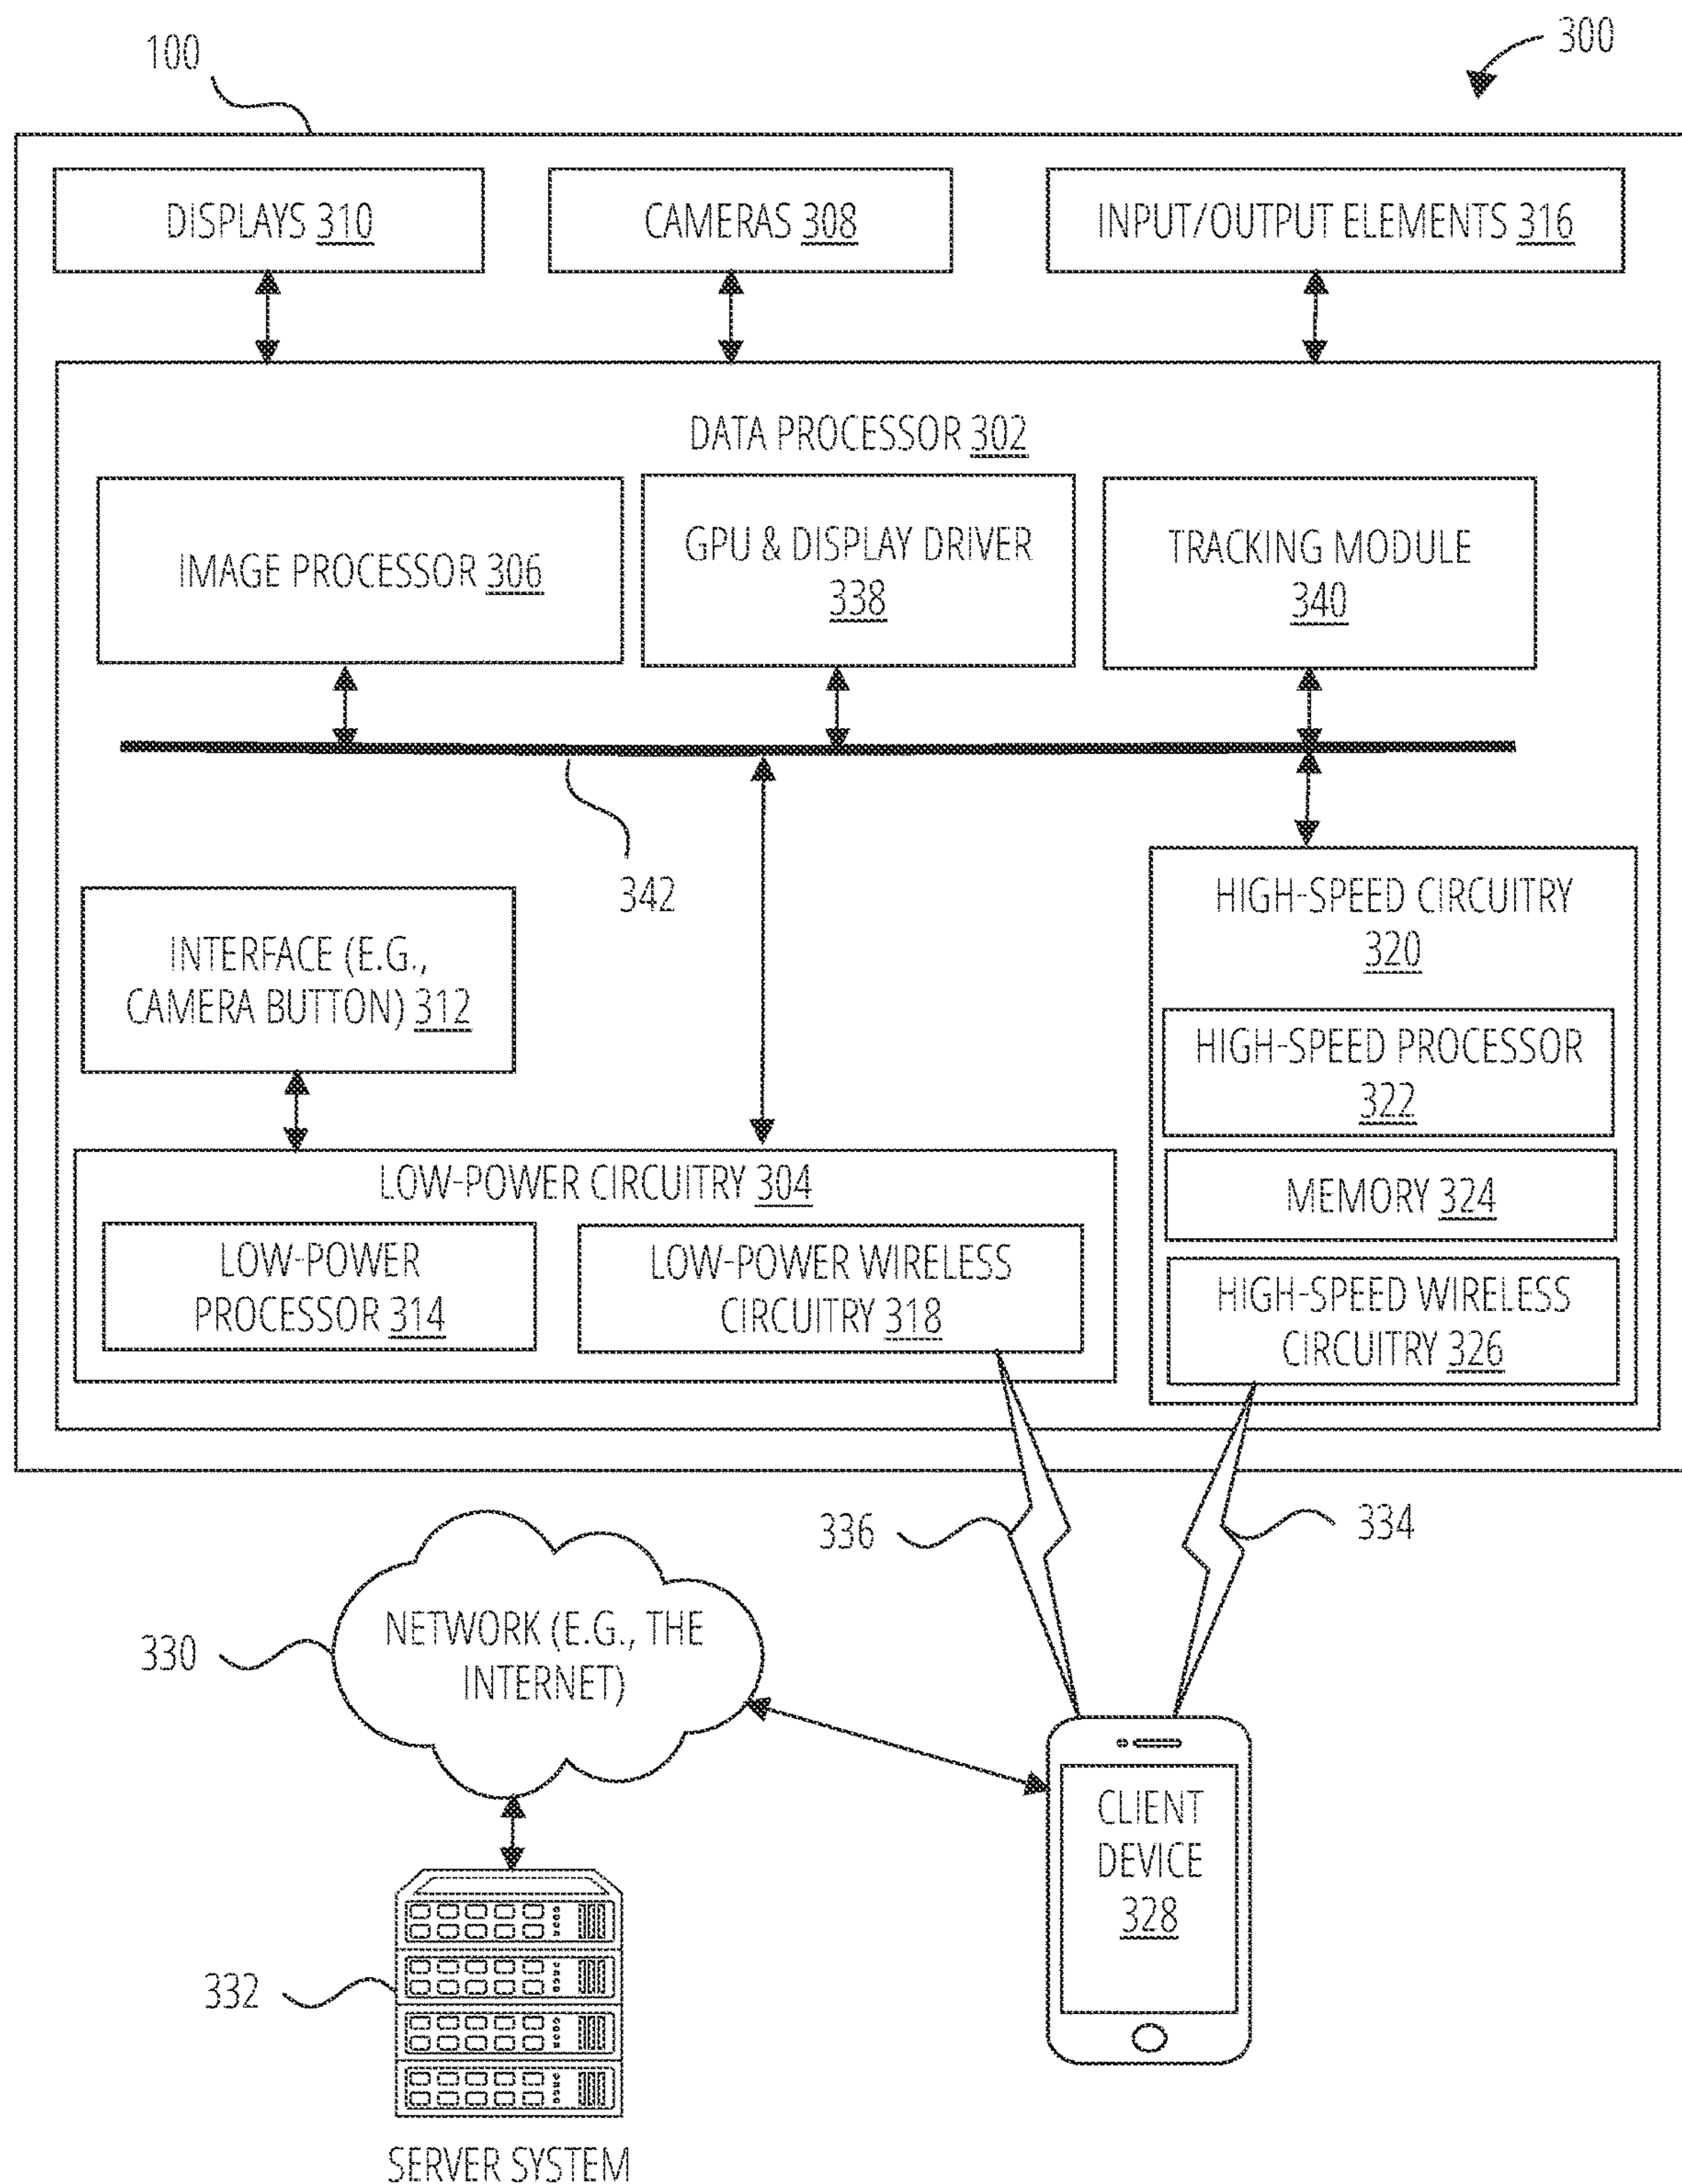 100
300
DISPLAYS 310
CAMERAS 308
INPUT/OUTPUT ELEMENTS 316
DATA PROCESSOR 302
IMAGE PROCESSOR 306
GPU & DISPLAY DRIVER
338
TRACKING MODULE
340
342
INTERFACE (E.G.,
CAMERA BUTTON) 312
HIGH-SPEED CIRCUITRY
320
HIGH-SPEED PROCESSOR
322
MEMORY 324
HIGH-SPEED WIRELESS
CIRCUITRY 326
LOW-POWER CIRCUITRY 304
LOW-POWER
PROCESSOR 314
LOW-POWER WIRELESS
CIRCUITRY 318
336
334
330
NETWORK (E.G., THE
INTERNET)
CLIENT
DEVICE
328
332
SERVER SYSTEM